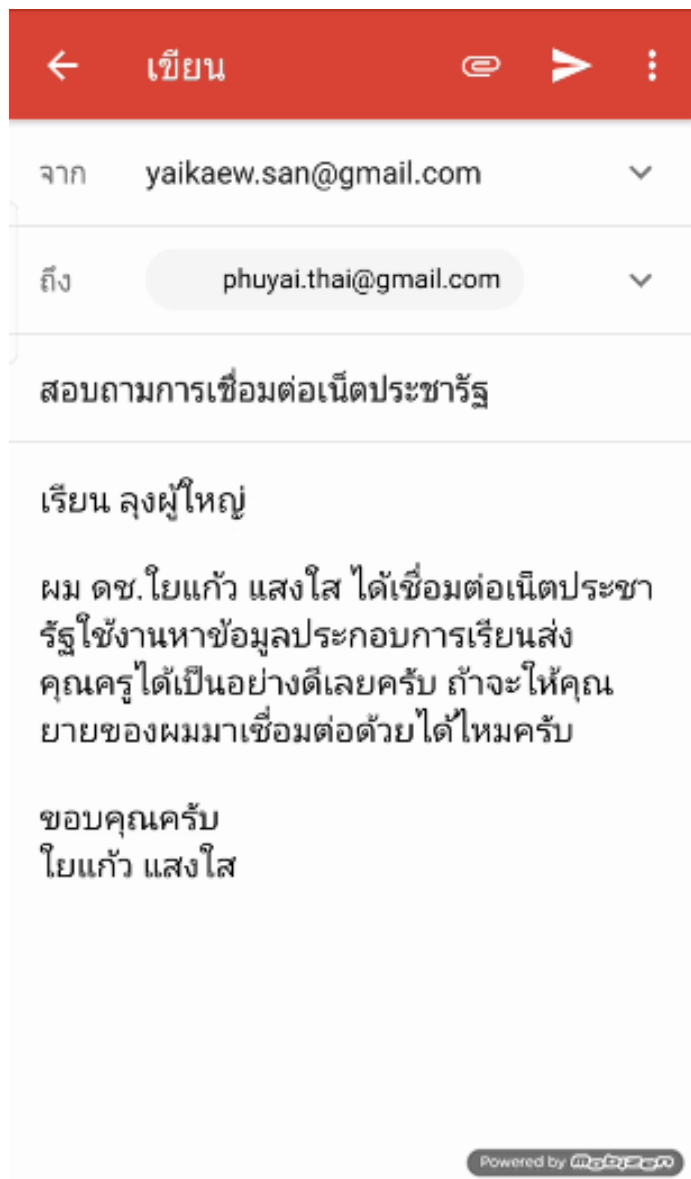 เขียน
จาก yaikaew.san@gmail.com
ถึง phuyai.thai@gmail.com
สอบถามการเชื่อมต่อเน็ตประชารัฐ
เรียน ลุงผู้ใหญ่
ผม ดช.ใยแก้ว แสงใส ได้เชื่อมต่อเน็ตประชา
รัฐใช้งานหาข้อมูลประกอบการเรียนส่ง
คุณครูได้เป็นอย่างดีเลยครับ ถ้าจะให้คุณ
ยายของผมมาเชื่อมต่อด้วยได้ไหมครับ
ขอบคุณครับ
ใยแก้ว แสงใส
Powered by mobizen